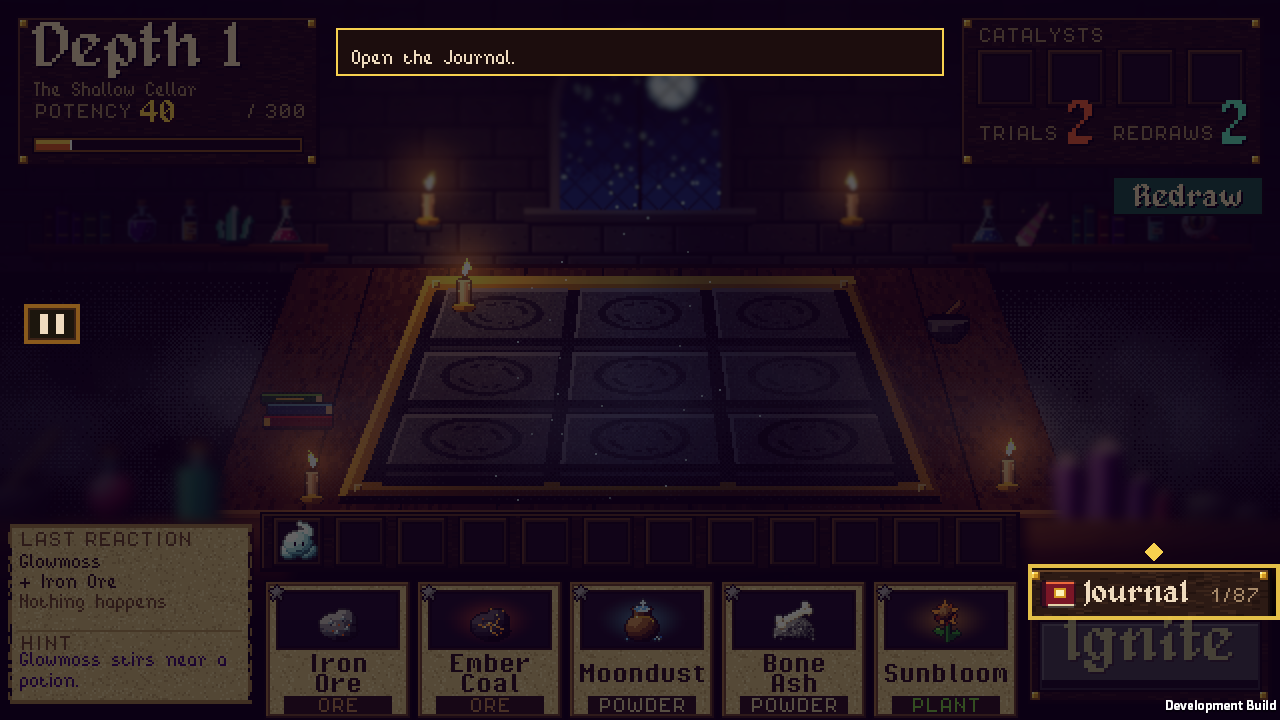 Depth 1
The Shallow Cellar
POTENCY 40 / 300
Open the Journal.
CATALYSTS
TRIALS 2 REDRAWS 2
Redraw
LAST REACTION
Glowmoss
+ Iron Ore
Nothing happens
HINT
Glowmoss stirs near a
potion.
Iron
Ore
ORE
Ember
Coal
ORE
Moondust
POWDER
Bone
Ash
POWDER
Sunbloom
PLANT
Journal 1/87
Ignite
Development Build